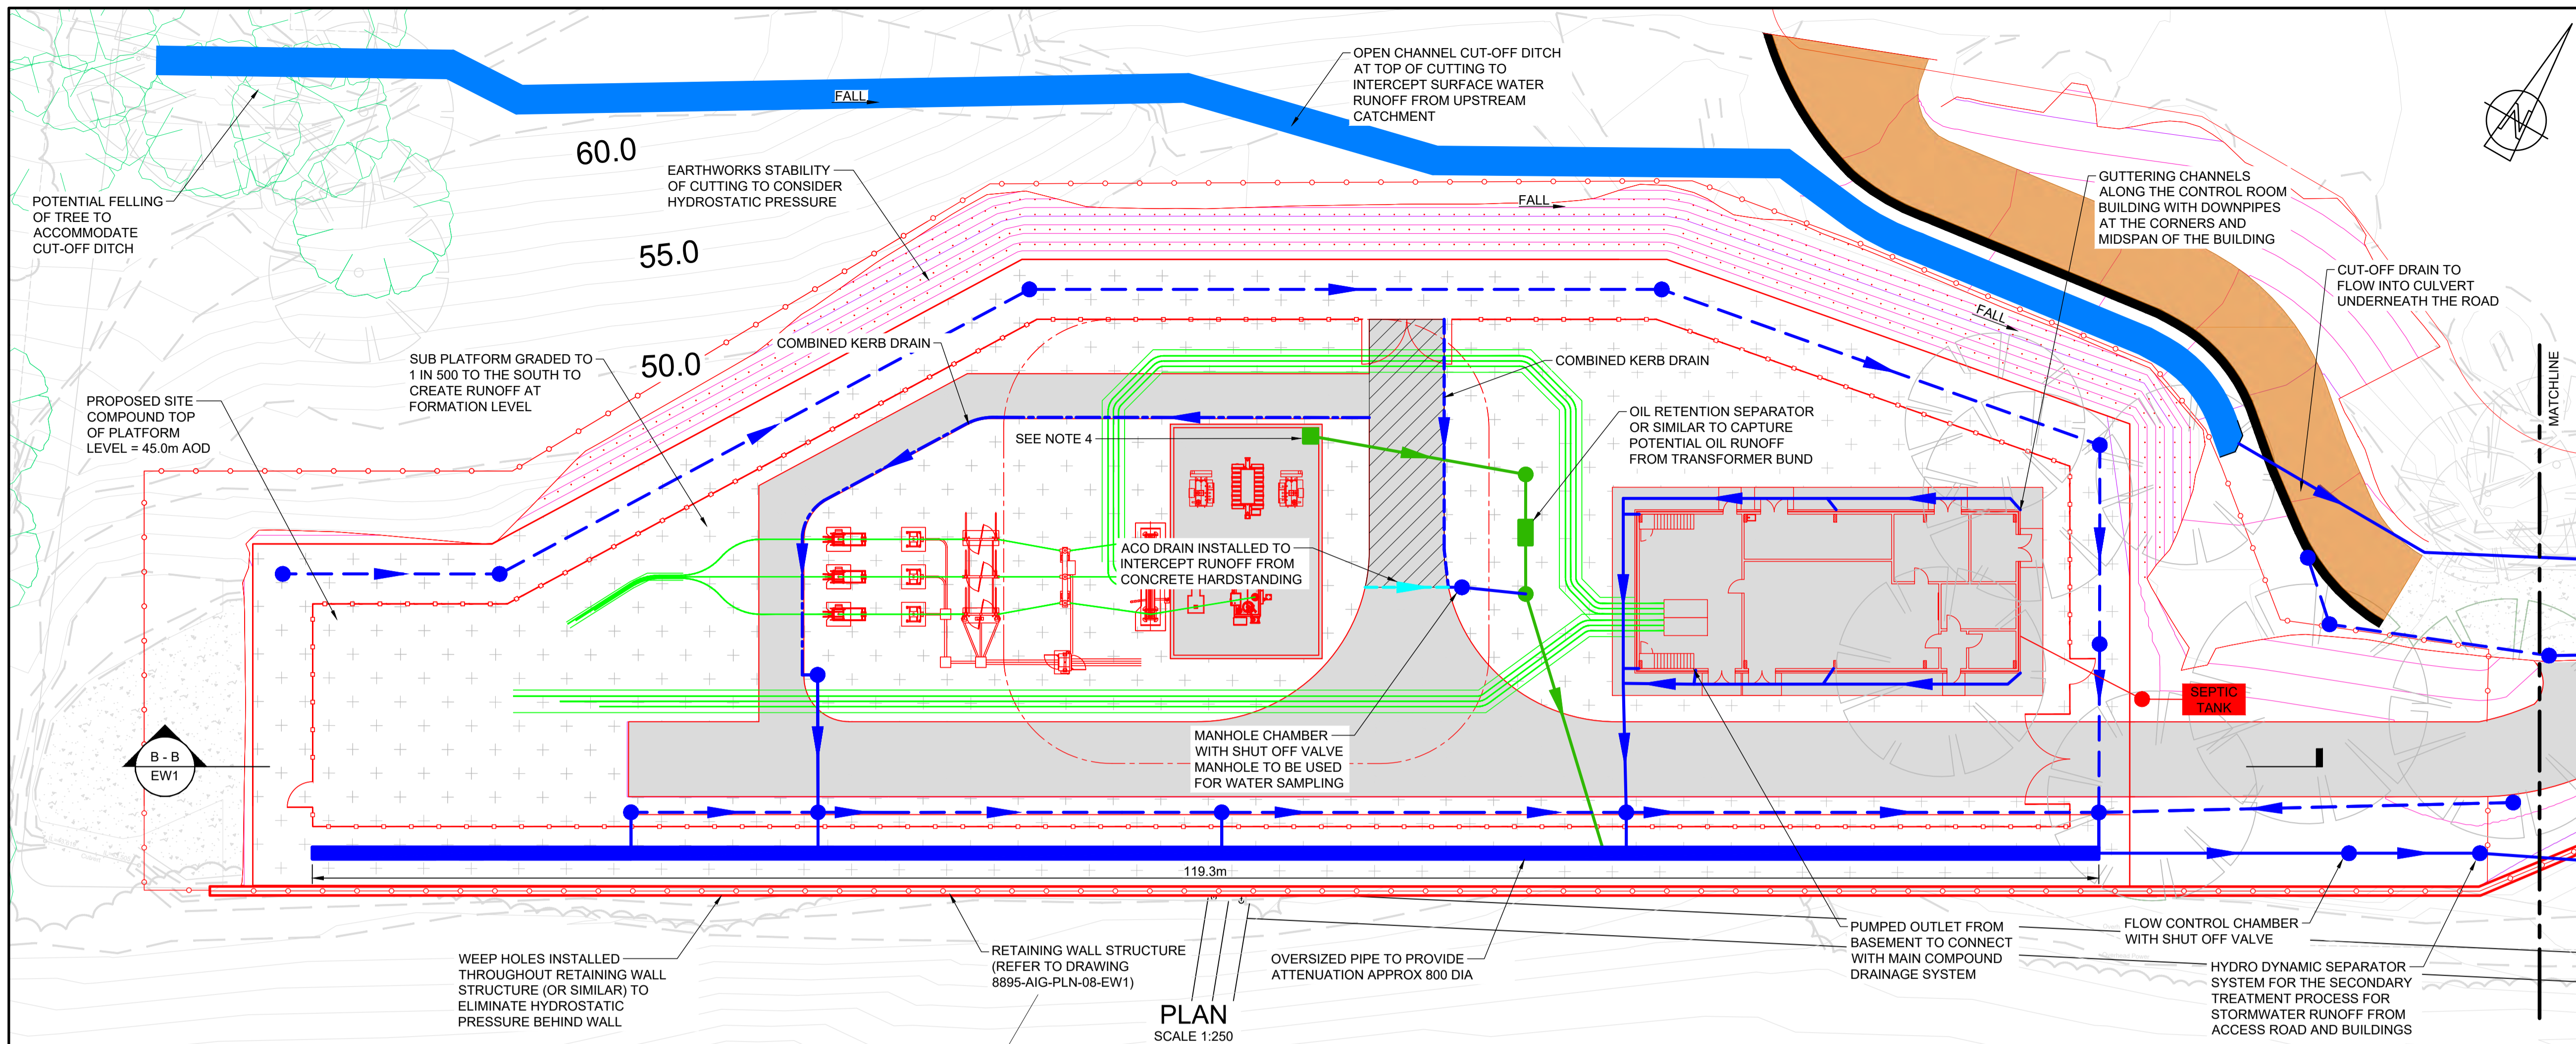 OPEN CHANNEL CUT-OFF DITCH
AT TOP OF CUTTING TO
INTERCEPT SURFACE WATER
RUNOFF FROM UPSTREAM
CATCHMENT
FALL
60.0
EARTHWORKS STABILITY
OF CUTTING TO CONSIDER
HYDROSTATIC PRESSURE
POTENTIAL FELLING
OF TREE TO
ACCOMMODATE
CUT-OFF DITCH
FALL
N
GUTTERING CHANNELS
ALONG THE CONTROL ROOM
BUILDING WITH DOWNPIPES
AT THE CORNERS AND
MIDSPAN OF THE BUILDING
55.0
CUT-OFF DRAIN TO
FLOW INTO CULVERT
UNDERNEATH THE ROAD
FALL
MATCHLINE
COMBINED KERB DRAIN
SUB PLATFORM GRADED TO
1 IN 500 TO THE SOUTH TO
CREATE RUNOFF AT
FORMATION LEVEL
50.0
COMBINED KERB DRAIN
PROPOSED SITE
COMPOUND TOP
OF PLATFORM
LEVEL = 45.0m AOD
SEE NOTE 4
OIL RETENTION SEPARATOR
OR SIMILAR TO CAPTURE
POTENTIAL OIL RUNOFF
FROM TRANSFORMER BUND
ACO DRAIN INSTALLED TO
INTERCEPT RUNOFF FROM
CONCRETE HARDSTANDING
SEPTIC
TANK
B - B
EW1
MANHOLE CHAMBER
WITH SHUT OFF VALVE
MANHOLE TO BE USED
FOR WATER SAMPLING
119.3m
WEEP HOLES INSTALLED
THROUGHOUT RETAINING WALL
STRUCTURE (OR SIMILAR) TO
ELIMINATE HYDROSTATIC
PRESSURE BEHIND WALL
RETAINING WALL STRUCTURE
(REFER TO DRAWING
8895-AIG-PLN-08-EW1)
OVERSIZED PIPE TO PROVIDE
ATTENUATION APPROX 800 DIA
PUMPED OUTLET FROM
BASEMENT TO CONNECT
WITH MAIN COMPOUND
DRAINAGE SYSTEM
FLOW CONTROL CHAMBER
WITH SHUT OFF VALVE
HYDRO DYNAMIC SEPARATOR
SYSTEM FOR THE SECONDARY
TREATMENT PROCESS FOR
STORMWATER RUNOFF FROM
ACCESS ROAD AND BUILDINGS
PLAN
SCALE 1:250